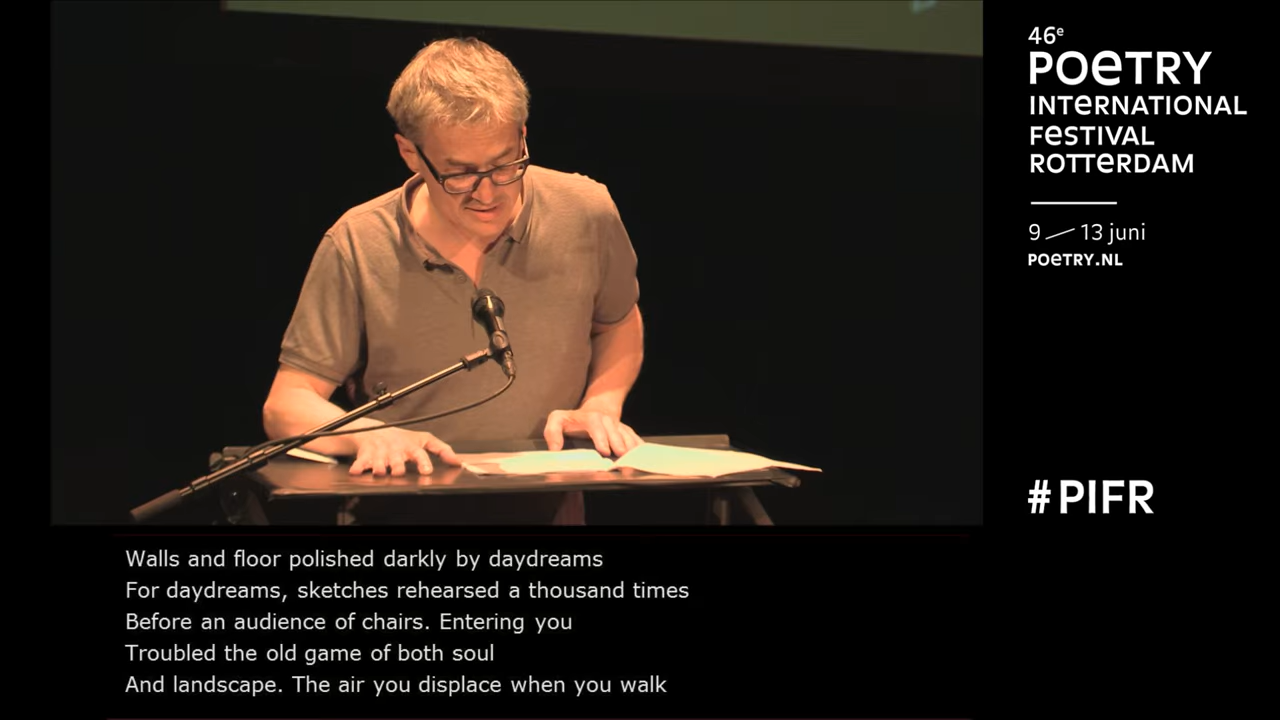 46e
POeTRY
INTeRNATIONAL
FeSTIVAL
ROTTeRDAM
9 — 13 juni
POeTRY.NL
#PIFR
Walls and floor polished darkly by daydreams
For daydreams, sketches rehearsed a thousand times
Before an audience of chairs. Entering you
Troubled the old game of both soul
And landscape. The air you displace when you walk